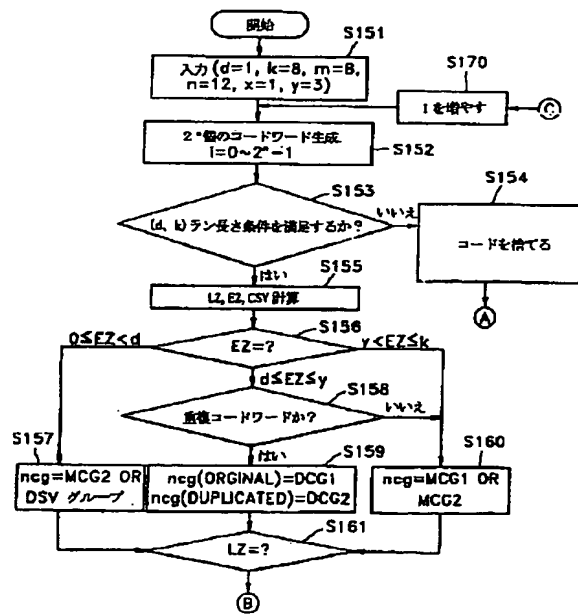 開始
S151
入力(d=1, k=8, m=8,
n=12, x=1, y=3)
S170
Iを増やす
C
2ⁿ個のコードワード生成
i=0~2ⁿ-1
S152
S153
(d、k)ラン長さ条件を満足するか?
いいえ
S154
コードを捨てる
A
はい
S155
LZ, EZ, CSV 計算
S156
0≤EZ<d
EZ=?
y<EZ≤k
d≤EZ≤y
S158
重複コードワードか?
いいえ
S157
はい
S159
S160
ncg=MCG2 OR
DSV グループ
ncg(ORGINAL)=DCG1
ncg(DUPLICATED)=DCG2
ncg=MCG1 OR
MCG2
S161
LZ=?
B